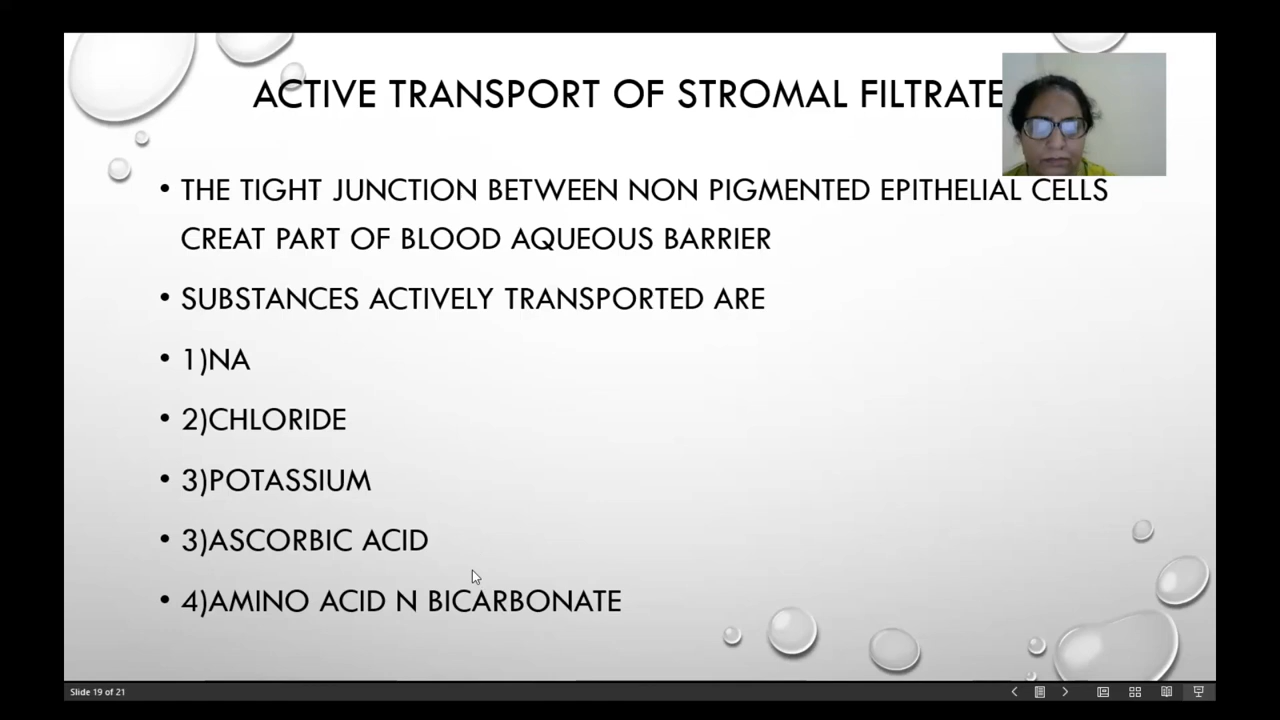 ACTIVE TRANSPORT OF STROMAL FILTRATE
• THE TIGHT JUNCTION BETWEEN NON PIGMENTED EPITHELIAL CELLS
CREAT PART OF BLOOD AQUEOUS BARRIER
• SUBSTANCES ACTIVELY TRANSPORTED ARE
• 1)NA
• 2)CHLORIDE
• 3)POTASSIUM
• 3)ASCORBIC ACID
• 4)AMINO ACID N BICARBONATE
Slide 19 of 21